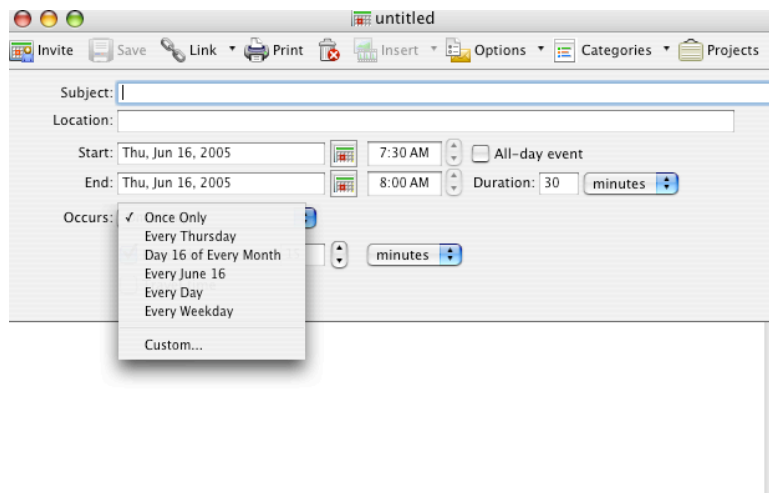 untitled
Invite Save Link Print Insert Options Categories Projects
Subject:
Location:
Start: Thu, Jun 16, 2005 7:30 AM All-day event
End: Thu, Jun 16, 2005 8:00 AM Duration: 30 minutes
Occurs: ✓ Once Only
Every Thursday
Day 16 of Every Month minutes
Every June 16
Every Day
Every Weekday
Custom...